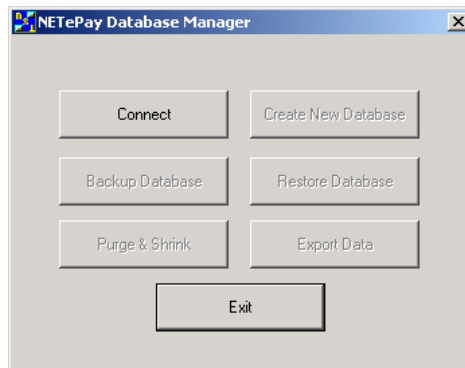 NETePay Database Manager
Connect
Create New Database
Backup Database
Restore Database
Purge & Shrink
Export Data
Exit